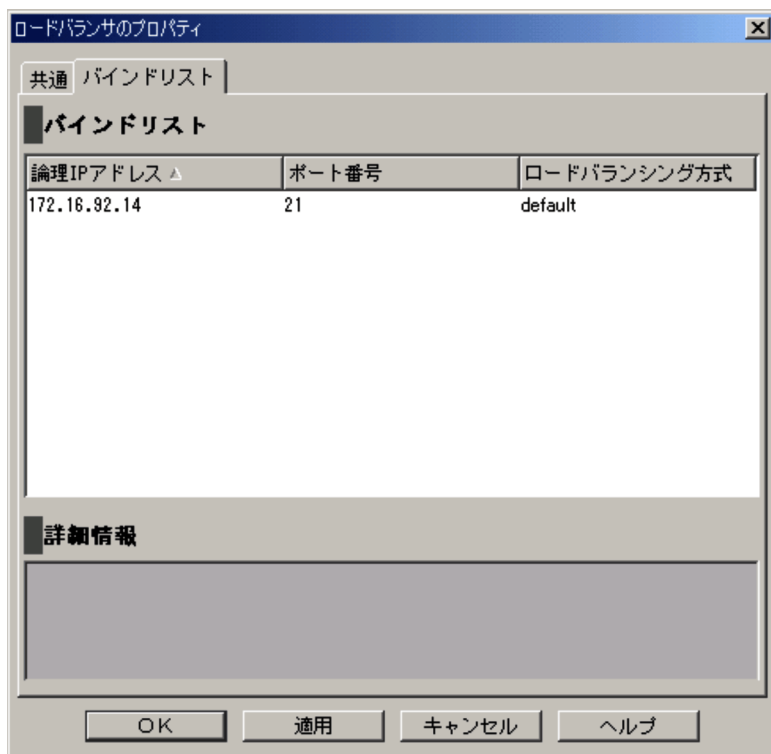 ロードバランサのプロパティ
共通 バインドリスト
バインドリスト
論理IPアドレス ポート番号 ロードバランシング方式
172.16.92.14 21 default
詳細情報
OK 適用 キャンセル ヘルプ